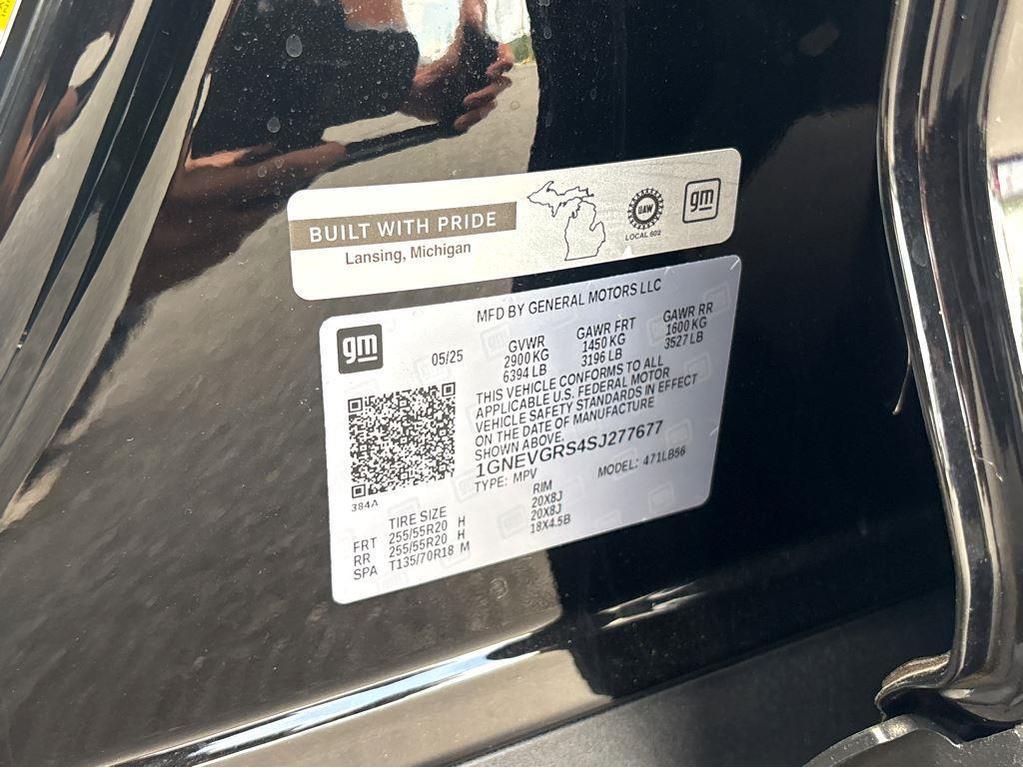 BUILT WITH PRIDE
Lansing, Michigan
UAW
LOCAL 602
gm
gm
MFD BY GENERAL MOTORS LLC
05/25
GVWR
2900 KG
6394 LB
GAWR FRT
1450 KG
3196 LB
GAWR RR
1600 KG
3527 LB
THIS VEHICLE CONFORMS TO ALL
APPLICABLE U.S. FEDERAL MOTOR
VEHICLE SAFETY STANDARDS IN EFFECT
ON THE DATE OF MANUFACTURE
SHOWN ABOVE.
1GNEVGRS4SJ277677
TYPE: MPV MODEL: 471LB56
384A
TIRE SIZE RIM
FRT 255/55R20 H 20X8J
RR 255/55R20 H 20X8J
SPA T135/70R18 M 18X4.5B